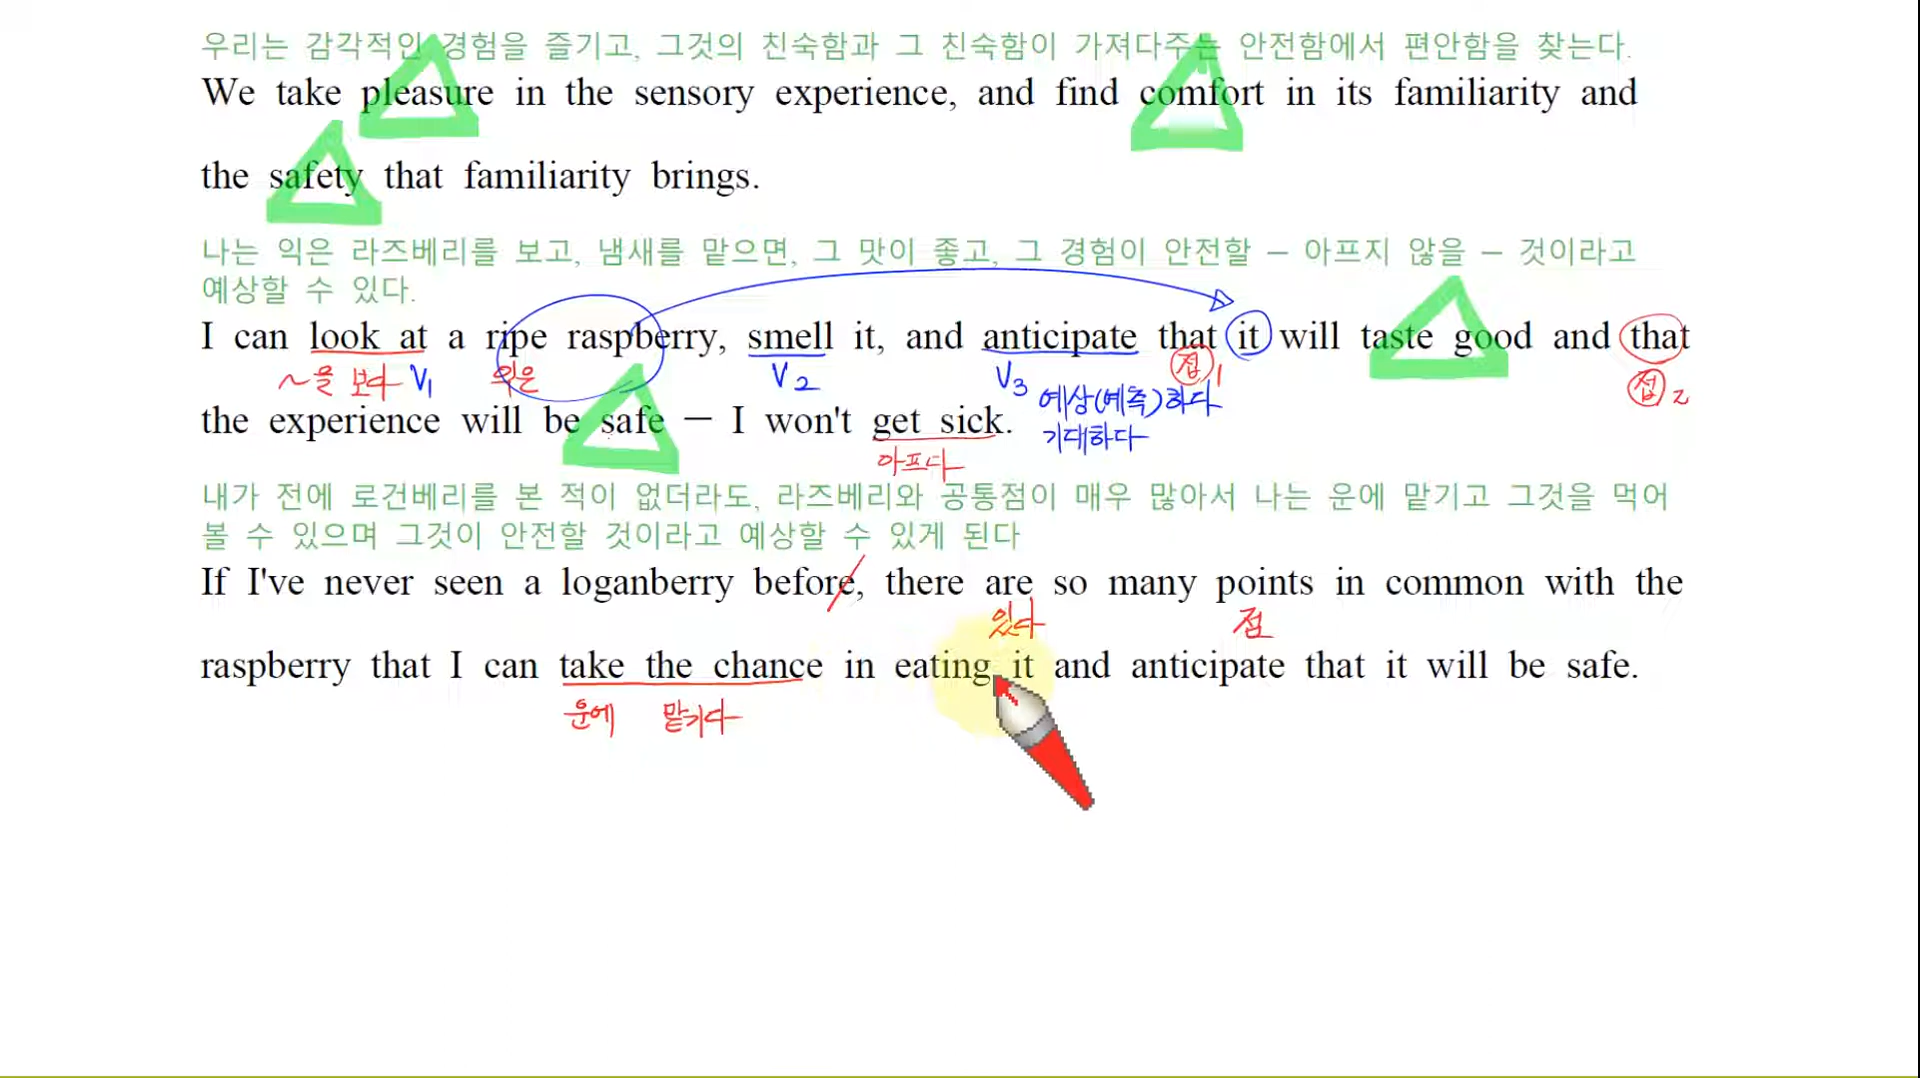 우리는 감각적인 경험을 즐기고, 그것의 친숙함과 그 친숙함이 가져다주는 안전함에서 편안함을 찾는다.
We take pleasure in the sensory experience, and find comfort in its familiarity and
the safety that familiarity brings.
나는 익은 라즈베리를 보고, 냄새를 맡으면, 그 맛이 좋고, 그 경험이 안전할 – 아프지 않을 – 것이라고
예상할 수 있다.
I can look at a ripe raspberry, smell it, and anticipate that it will taste good and that
~을 보다 V1 익은 V2 V3 접1 접2
예상(예측)하다
the experience will be safe – I won't get sick.
기대하다
아프다
내가 전에 로건베리를 본 적이 없더라도, 라즈베리와 공통점이 매우 많아서 나는 운에 맡기고 그것을 먹어
볼 수 있으며 그것이 안전할 것이라고 예상할 수 있게 된다
If I've never seen a loganberry before, there are so many points in common with the
있다 점
raspberry that I can take the chance in eating it and anticipate that it will be safe.
운에 맡기다